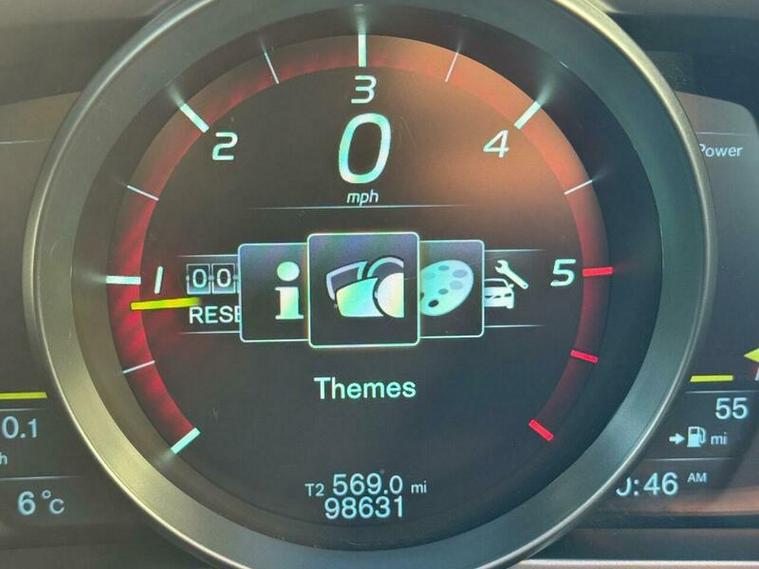 3
2
4
0
mph
Power
1
00
RESE
i
5
Themes
55
mi
0.1
T2 569.0 mi
98631
6°C
:46 AM